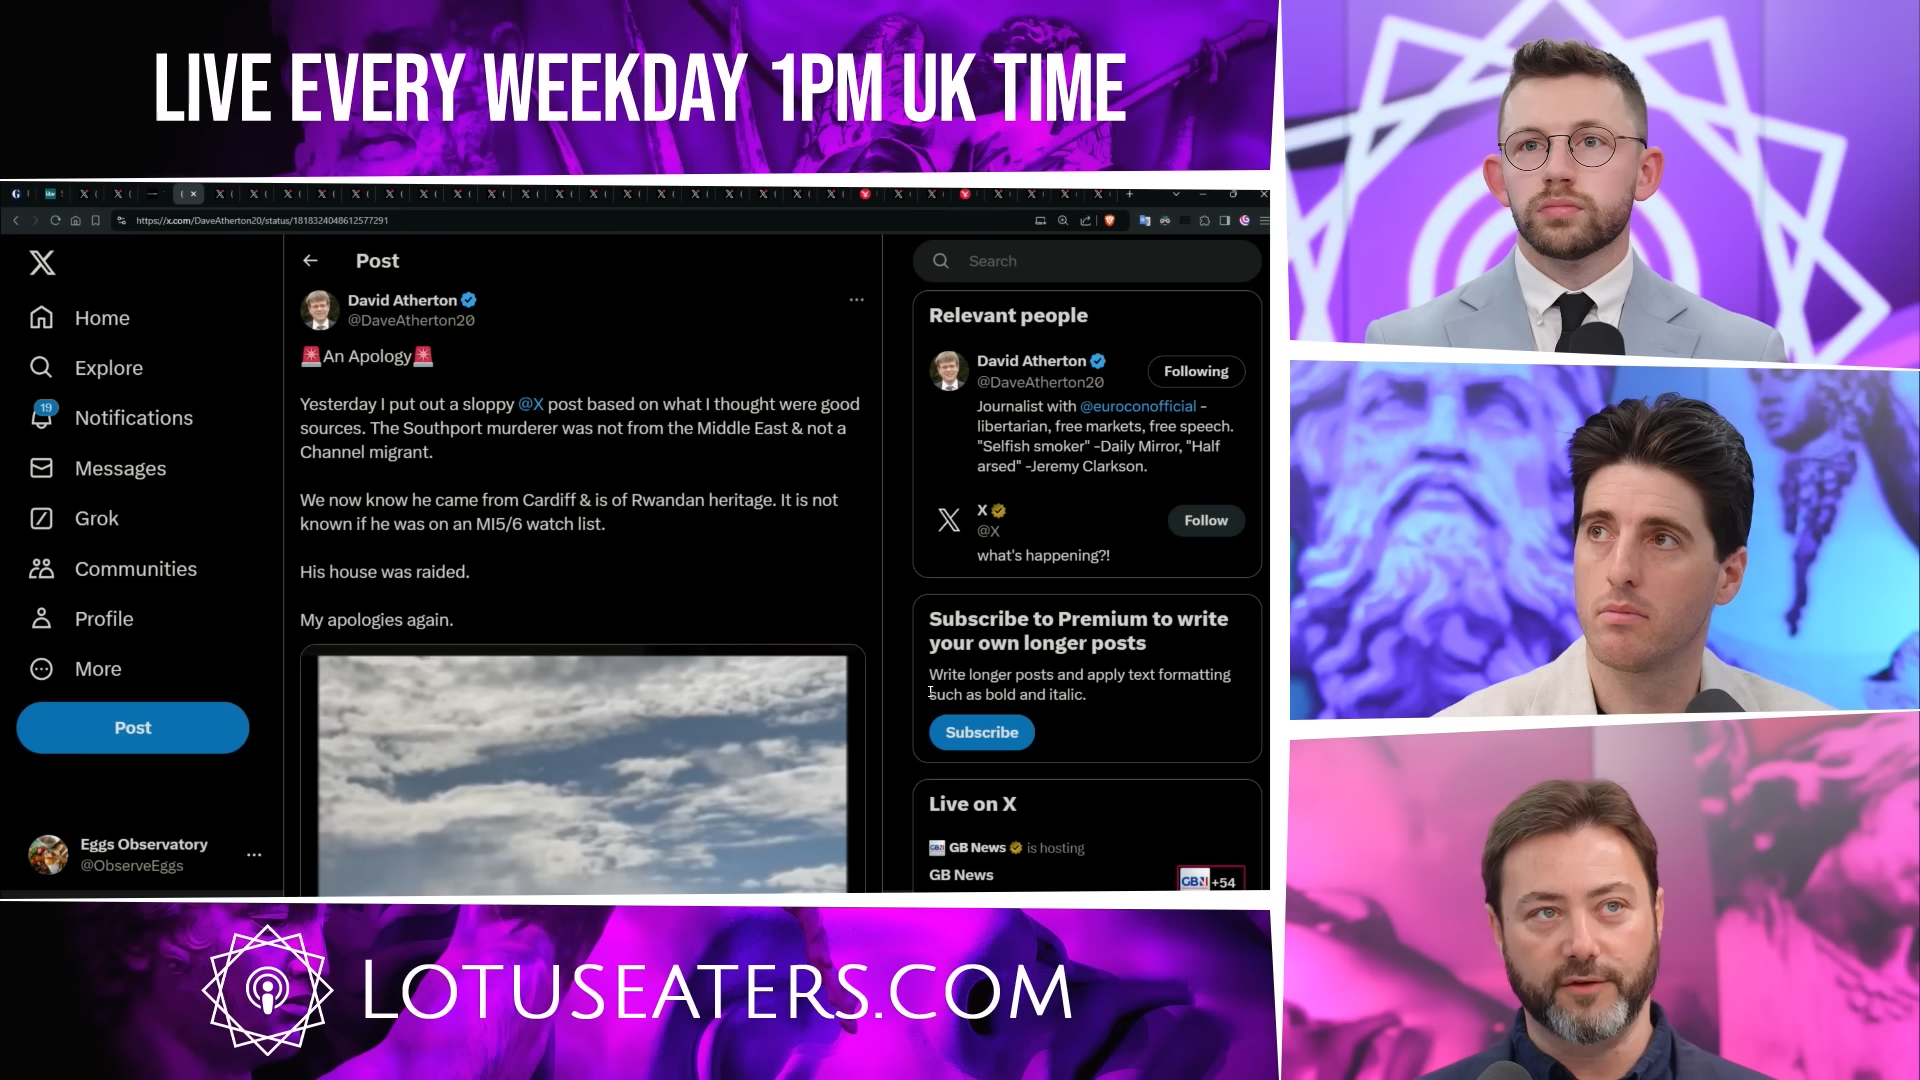 LIVE EVERY WEEKDAY 1PM UK TIME
https://x.com/DaveAtherton20/status/1818324048612577291
Post
Search
David Atherton
@DaveAtherton20
🚨An Apology🚨
Yesterday I put out a sloppy @X post based on what I thought were good
sources. The Southport murderer was not from the Middle East & not a
Channel migrant.
We now know he came from Cardiff & is of Rwandan heritage. It is not
known if he was on an MI5/6 watch list.
His house was raided.
My apologies again.
Home
Explore
19
Notifications
Messages
Grok
Communities
Profile
More
Post
Eggs Observatory
@ObserveEggs
Relevant people
David Atherton
@DaveAtherton20
Following
Journalist with @euroconofficial -
libertarian, free markets, free speech.
"Selfish smoker" -Daily Mirror, "Half
arsed" -Jeremy Clarkson.
X
@X
Follow
what's happening?!
Subscribe to Premium to write
your own longer posts
Write longer posts and apply text formatting
such as bold and italic.
Subscribe
Live on X
GBN GB News is hosting
GB News
GBN +54
LOTUSEATERS.COM